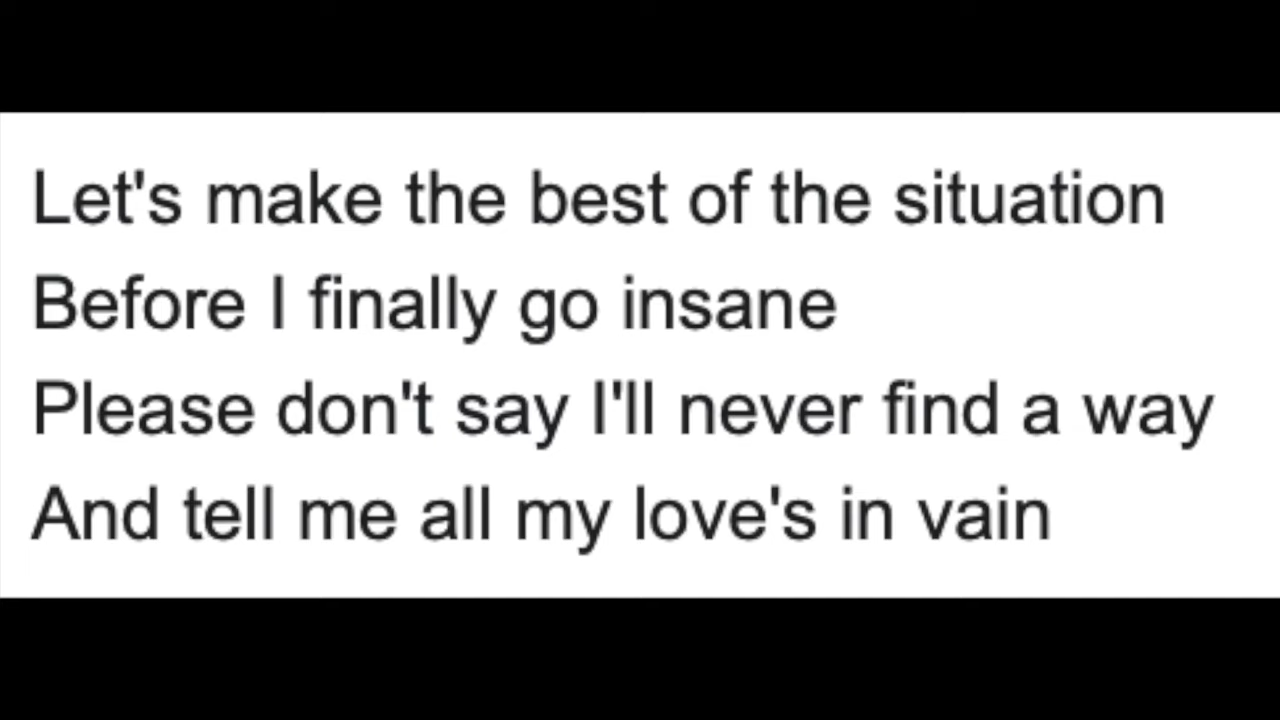 Let's make the best of the situation
Before I finally go insane
Please don't say I'll never find a way
And tell me all my love's in vain